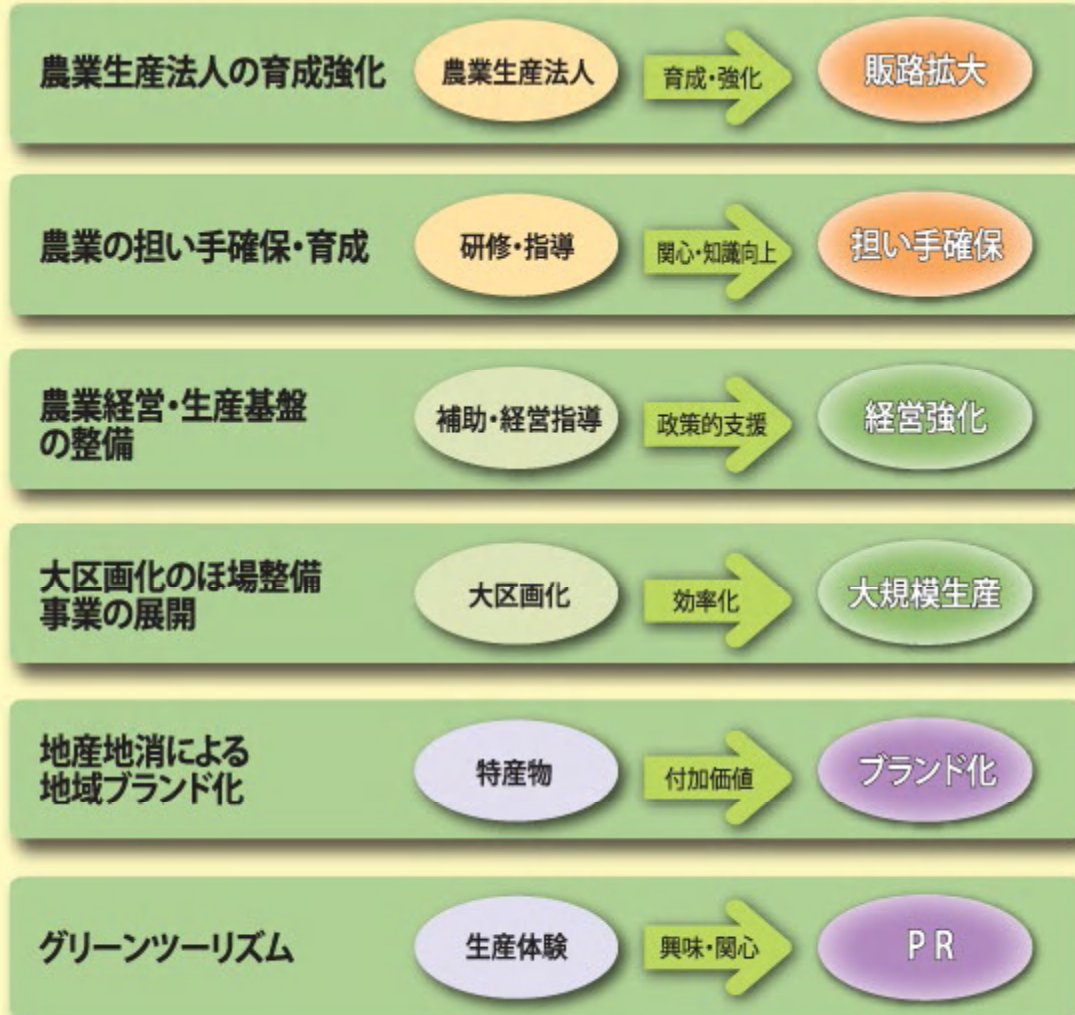 農業生産法人の育成強化
農業生産法人
育成・強化
販路拡大
農業の担い手確保・育成
研修・指導
関心・知識向上
担い手確保
農業経営・生産基盤
の整備
補助・経営指導
政策的支援
経営強化
大区画化のほ場整備
事業の展開
大区画化
効率化
大規模生産
地産地消による
地域ブランド化
特産物
付加価値
ブランド化
グリーンツーリズム
生産体験
興味・関心
PR